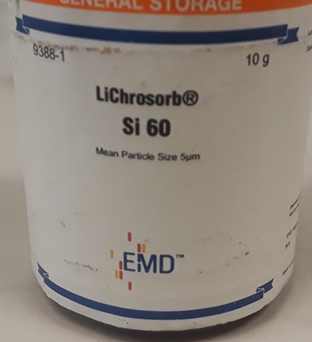 GENERAL STORAGE
9388-1 10 g
LiChrosorb®
Si 60
Mean Particle Size 5µm
EMD™